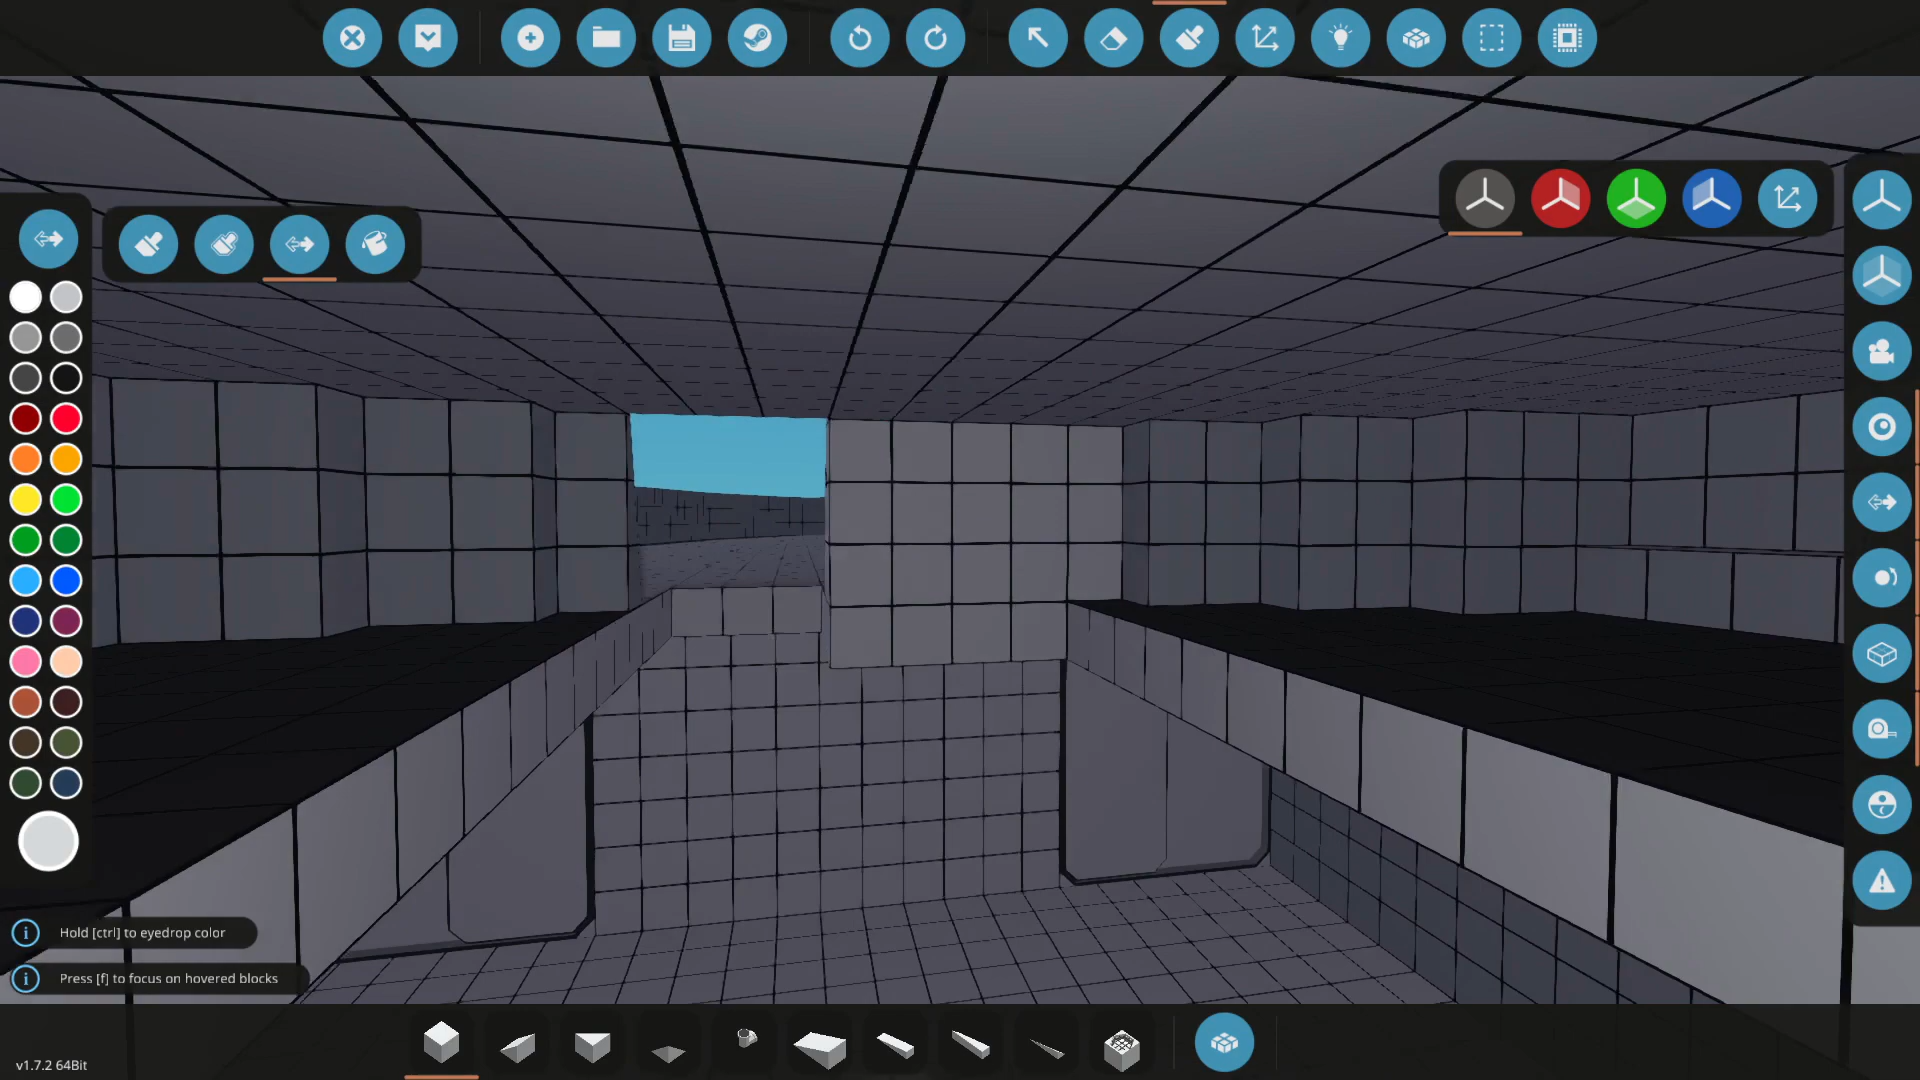 Hold [ctrl] to eyedrop color
Press [f] to focus on hovered blocks
v1.7.2 64Bit